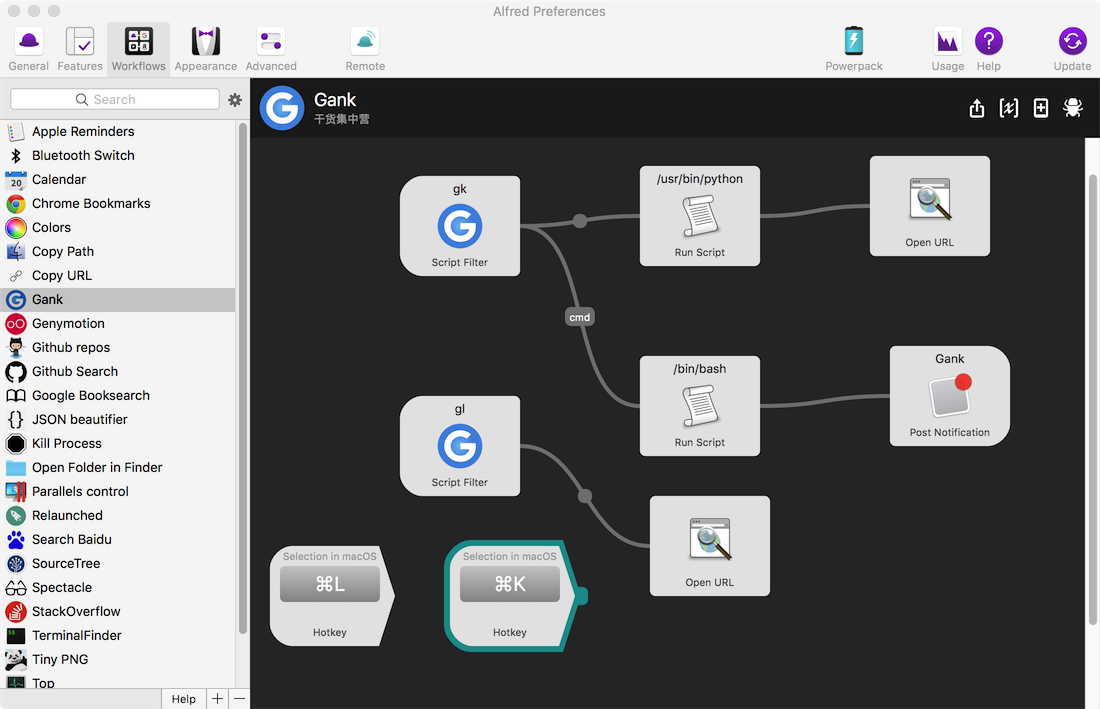 Alfred Preferences
General
Features
Workflows
Appearance
Advanced
Remote
Powerpack
Usage
Help
Update
Search
Apple Reminders
Bluetooth Switch
20
Calendar
Chrome Bookmarks
Colors
Copy Path
Copy URL
Gank
Genymotion
Github repos
Github Search
Google Booksearch
{} JSON beautifier
Kill Process
Open Folder in Finder
Parallels control
Relaunched
Search Baidu
SourceTree
Spectacle
StackOverflow
TerminalFinder
Tiny PNG
Top
Help + −
Gank
干货集中营
gk
Script Filter
/usr/bin/python
Run Script
Open URL
cmd
/bin/bash
Run Script
Gank
Post Notification
gl
Script Filter
Open URL
Selection in macOS
⌘L
Hotkey
Selection in macOS
⌘K
Hotkey